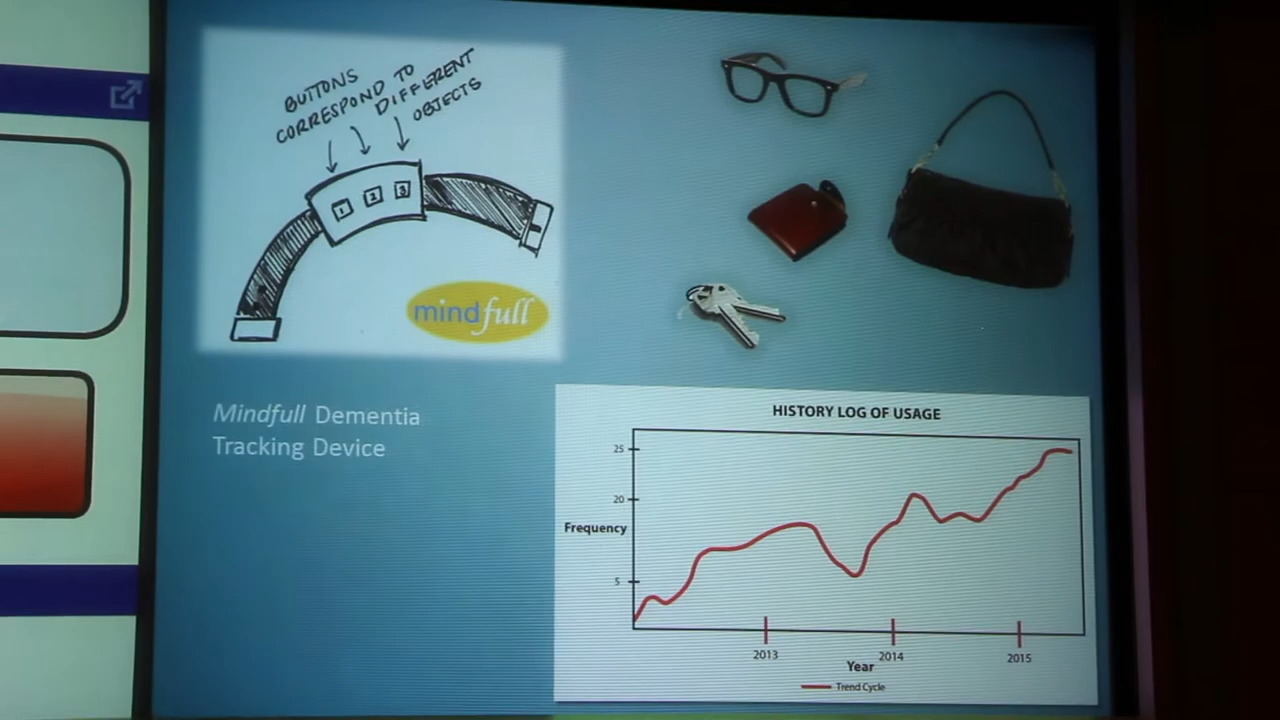 BUTTONS
CORRESPOND TO
DIFFERENT
OBJECTS
1 2 3
mindfull
Mindfull Dementia
Tracking Device
HISTORY LOG OF USAGE
25
20
Frequency
5
2013
2014
2015
Year
Trend Cycle